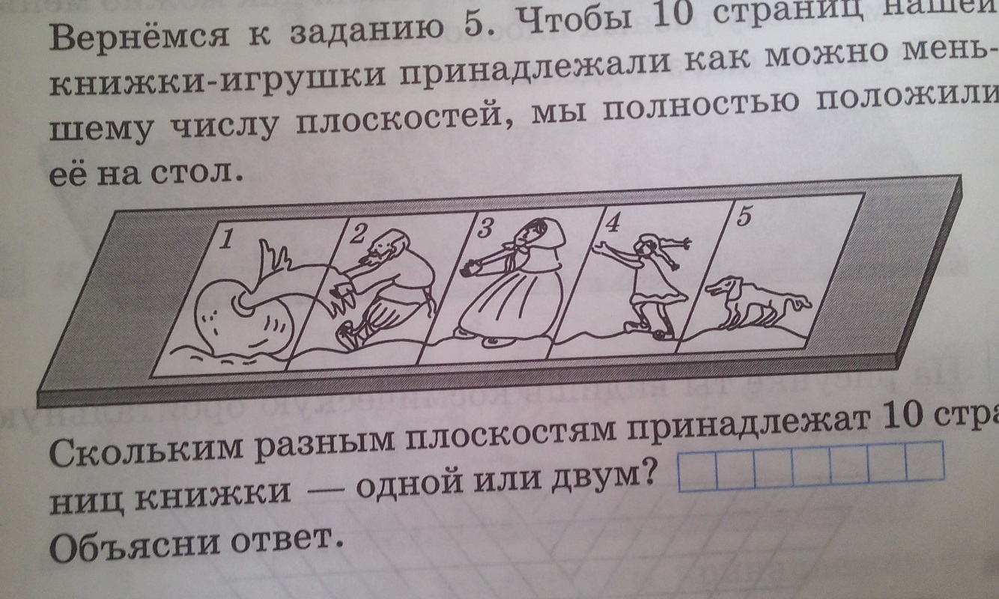 Вернёмся к заданию 5. Чтобы 10 страниц нашей
книжки-игрушки принадлежали как можно мень-
шему числу плоскостей, мы полностью положили
её на стол.
1 2 3 4 5
Скольким разным плоскостям принадлежат 10 стра
ниц книжки — одной или двум?
Объясни ответ.